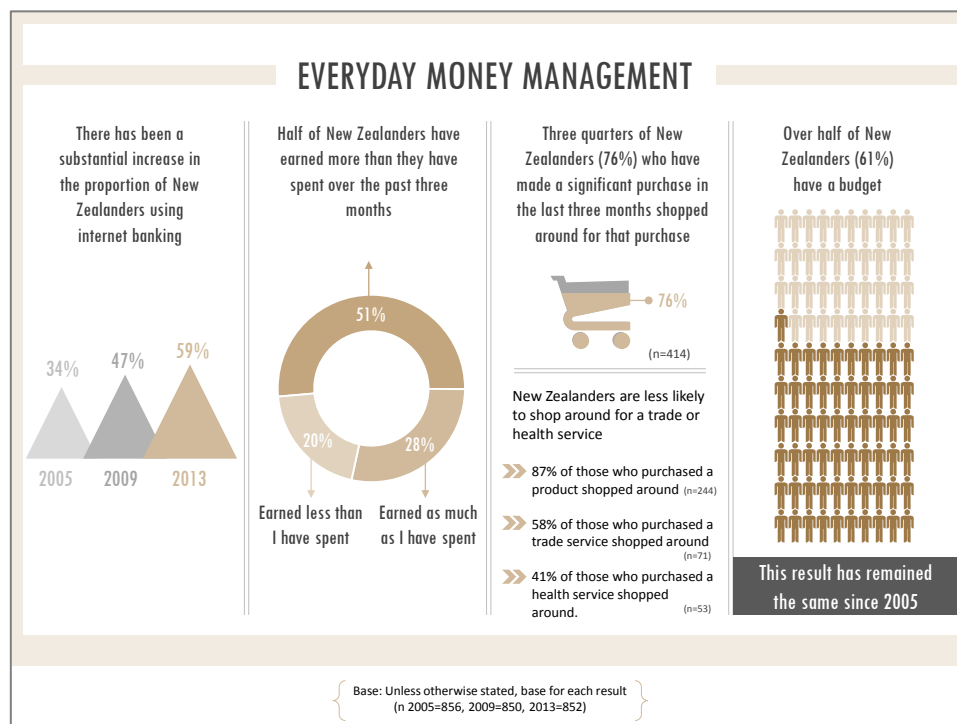 EVERYDAY MONEY MANAGEMENT
There has been a
substantial increase in
the proportion of New
Zealanders using
internet banking
34%
47%
59%
2005
2009
2013
Half of New Zealanders have
earned more than they have
spent over the past three
months
51%
20%
28%
Earned less than
I have spent
Earned as much
as I have spent
Three quarters of New
Zealanders (76%) who have
made a significant purchase in
the last three months shopped
around for that purchase
76%
(n=414)
New Zealanders are less likely
to shop around for a trade or
health service
87% of those who purchased a
product shopped around (n=244)
58% of those who purchased a
trade service shopped around
(n=71)
41% of those who purchased a
health service shopped
around. (n=53)
Over half of New
Zealanders (61%)
have a budget
This result has remained
the same since 2005
Base: Unless otherwise stated, base for each result
(n 2005=856, 2009=850, 2013=852)